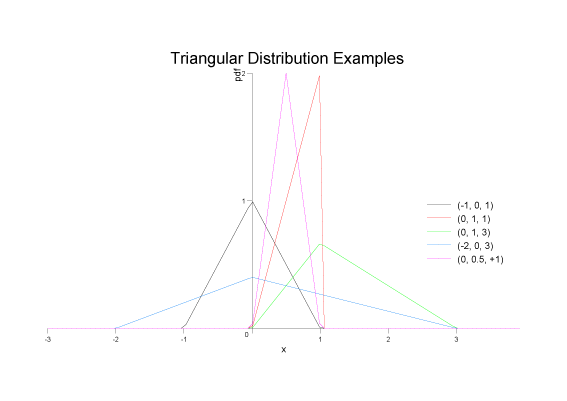 Triangular Distribution Examples
pdf
2
1
(-1, 0, 1)
(0, 1, 1)
(0, 1, 3)
(-2, 0, 3)
(0, 0.5, +1)
-3 -2 -1 0 1 2 3
x